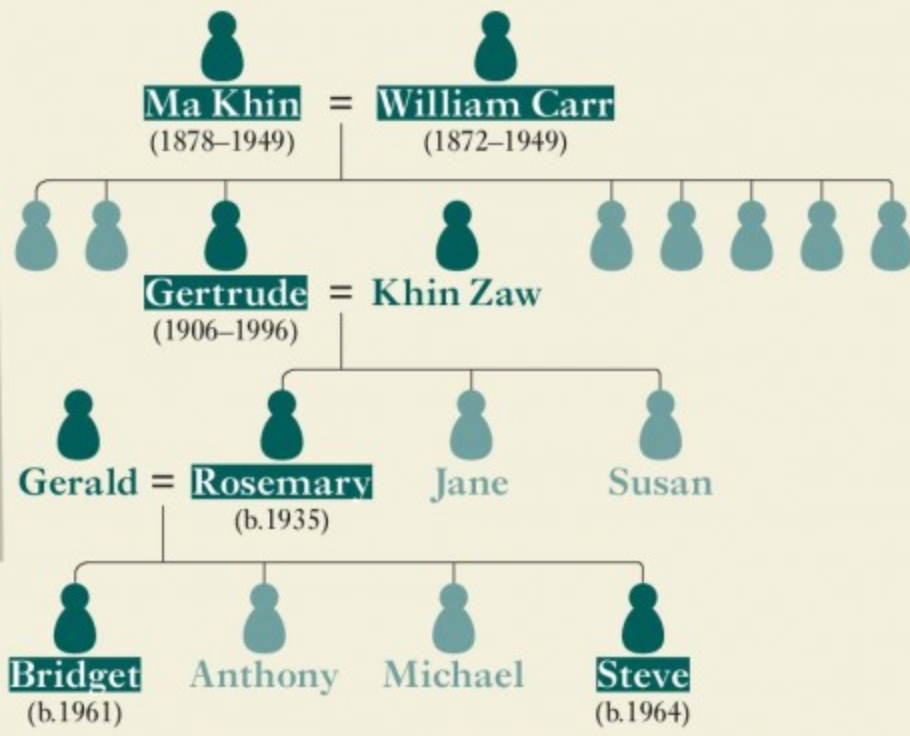 Ma Khin = William Carr
(1878–1949) (1872–1949)
Gertrude = Khin Zaw
(1906–1996)
Gerald = Rosemary Jane Susan
(b.1935)
Bridget Anthony Michael Steve
(b.1961) (b.1964)